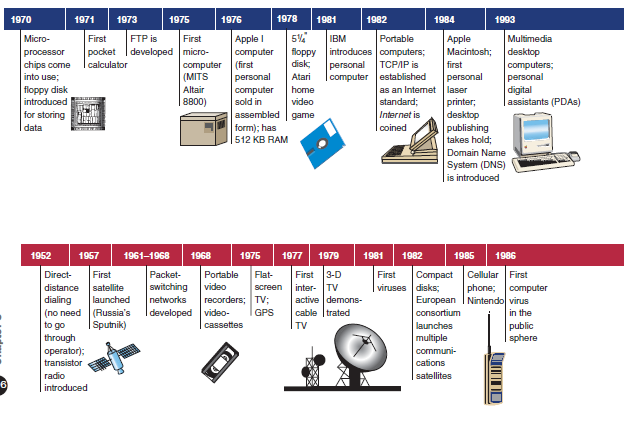 1970
1971
1973
1975
1976
1978
1981
1982
1984
1993
Micro-
processor
chips come
into use;
floppy disk
introduced
for storing
data
First
pocket
calculator
FTP is
developed
First
micro-
computer
(MITS
Altair
8800)
Apple I
computer
(first
personal
computer
sold in
assembled
form); has
512 KB RAM
5¼"
floppy
disk;
Atari
home
video
game
IBM
introduces
personal
computer
Portable
computers;
TCP/IP is
established
as an Internet
standard;
Internet is
coined
Apple
Macintosh;
first
personal
laser
printer;
desktop
publishing
takes hold;
Domain Name
System (DNS)
is introduced
Multimedia
desktop
computers;
personal
digital
assistants (PDAs)
1952
1957
1961–1968
1968
1975
1977
1979
1981
1982
1985
1986
Direct-
distance
dialing
(no need
to go
through
operator);
transistor
radio
introduced
First
satellite
launched
(Russia's
Sputnik)
Packet-
switching
networks
developed
Portable
video
recorders;
video-
cassettes
Flat-
screen
TV;
GPS
First
inter-
active
cable
TV
3-D
TV
demons-
trated
First
viruses
Compact
disks;
European
consortium
launches
multiple
communi-
cations
satellites
Cellular
phone;
Nintendo
First
computer
virus
in the
public
sphere
6